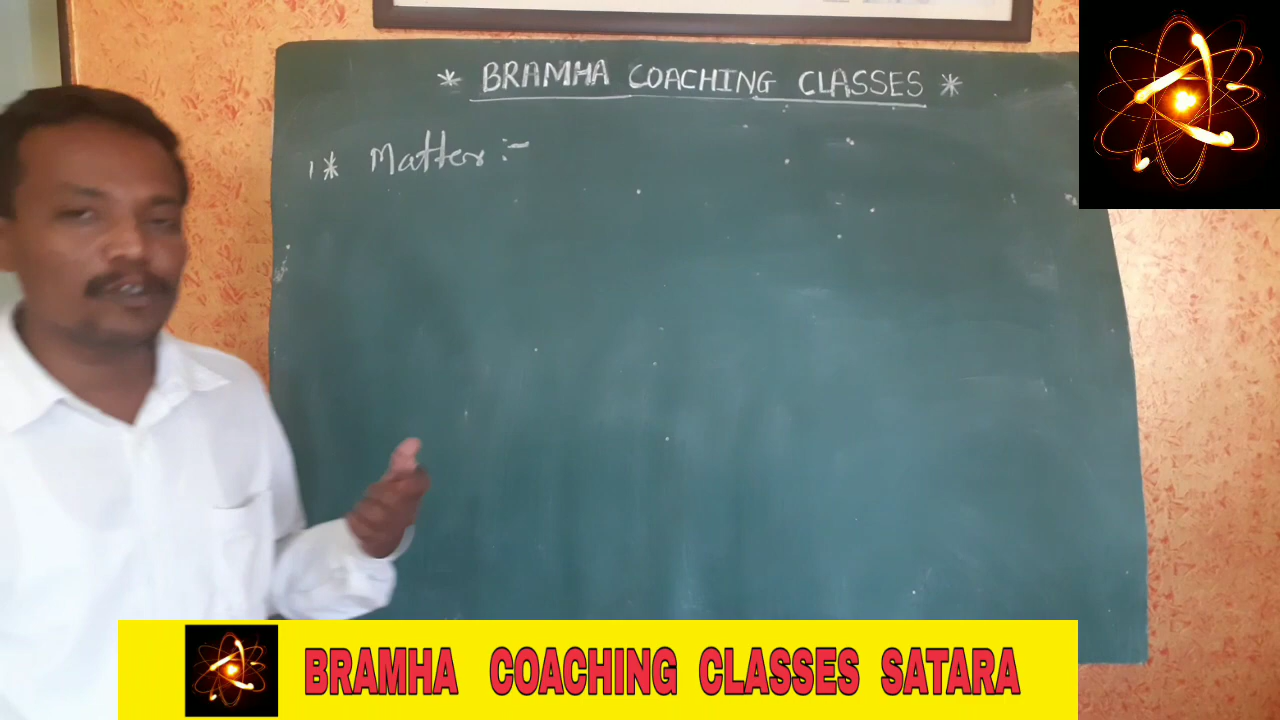 * BRAMHA COACHING CLASSES *
1* Matter :-
BRAMHA COACHING CLASSES SATARA